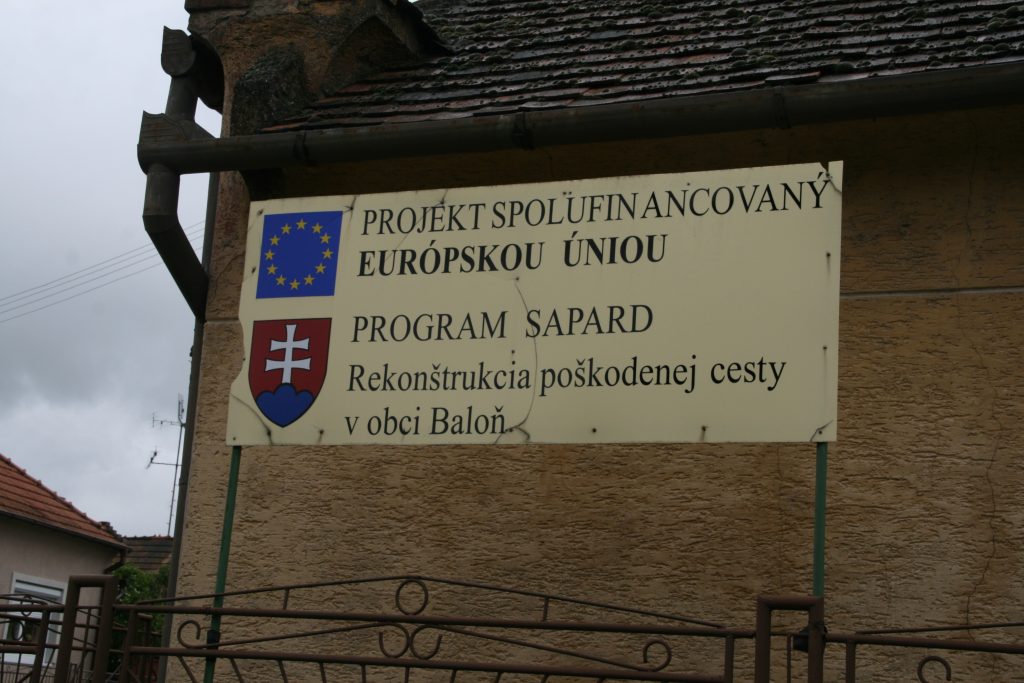 PROJEKT SPOLUFINANCOVANÝ
EURÓPSKOU ÚNIOU
PROGRAM SAPARD
Rekonštrukcia poškodenej cesty
v obci Baloň.